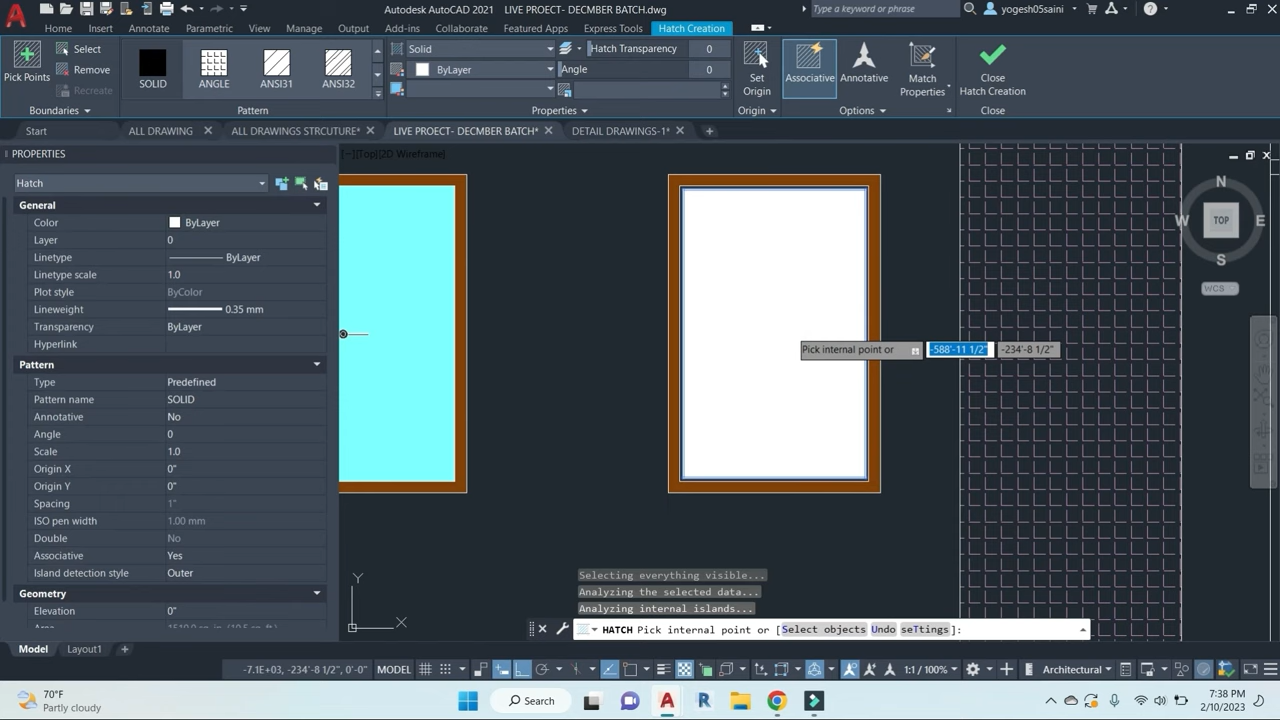 Autodesk AutoCAD 2021 LIVE PROECT- DECMBER BATCH.dwg
Type a keyword or phrase
yogesh05saini
Home Insert Annotate Parametric View Manage Output Add-ins Collaborate Featured Apps Express Tools Hatch Creation
Pick Points
Select
Remove
Recreate
Boundaries
SOLID
ANGLE
ANSI31
ANSI32
Pattern
Solid
ByLayer
Hatch Transparency 0
Angle 0
Properties
Set
Origin
Origin
Associative
Annotative
Match
Properties
Options
Close
Hatch Creation
Close
Start ALL DRAWING ALL DRAWINGS STRCUTURE* LIVE PROECT- DECMBER BATCH* DETAIL DRAWINGS-1*
PROPERTIES
[−][Top][2D Wireframe]
Hatch
General
Color ByLayer
Layer 0
Linetype ByLayer
Linetype scale 1.0
Plot style ByColor
Lineweight 0.35 mm
Transparency ByLayer
Hyperlink
Pattern
Type Predefined
Pattern name SOLID
Annotative No
Angle 0
Scale 1.0
Origin X 0"
Origin Y 0"
Spacing 1"
ISO pen width 1.00 mm
Double No
Associative Yes
Island detection style Outer
Geometry
Elevation 0"
N
W TOP E
S
WCS
Pick internal point or -588'-11 1/2" -234'-8 1/2"
Y
X
Selecting everything visible...
Analyzing the selected data...
Analyzing internal islands...
HATCH Pick internal point or [Select objects Undo seTtings]:
Model Layout1
-7.1E+03, -234'-8 1/2", 0'-0" MODEL 1:1 / 100% Architectural
70°F
Partly cloudy
Search
7:38 PM
2/10/2023